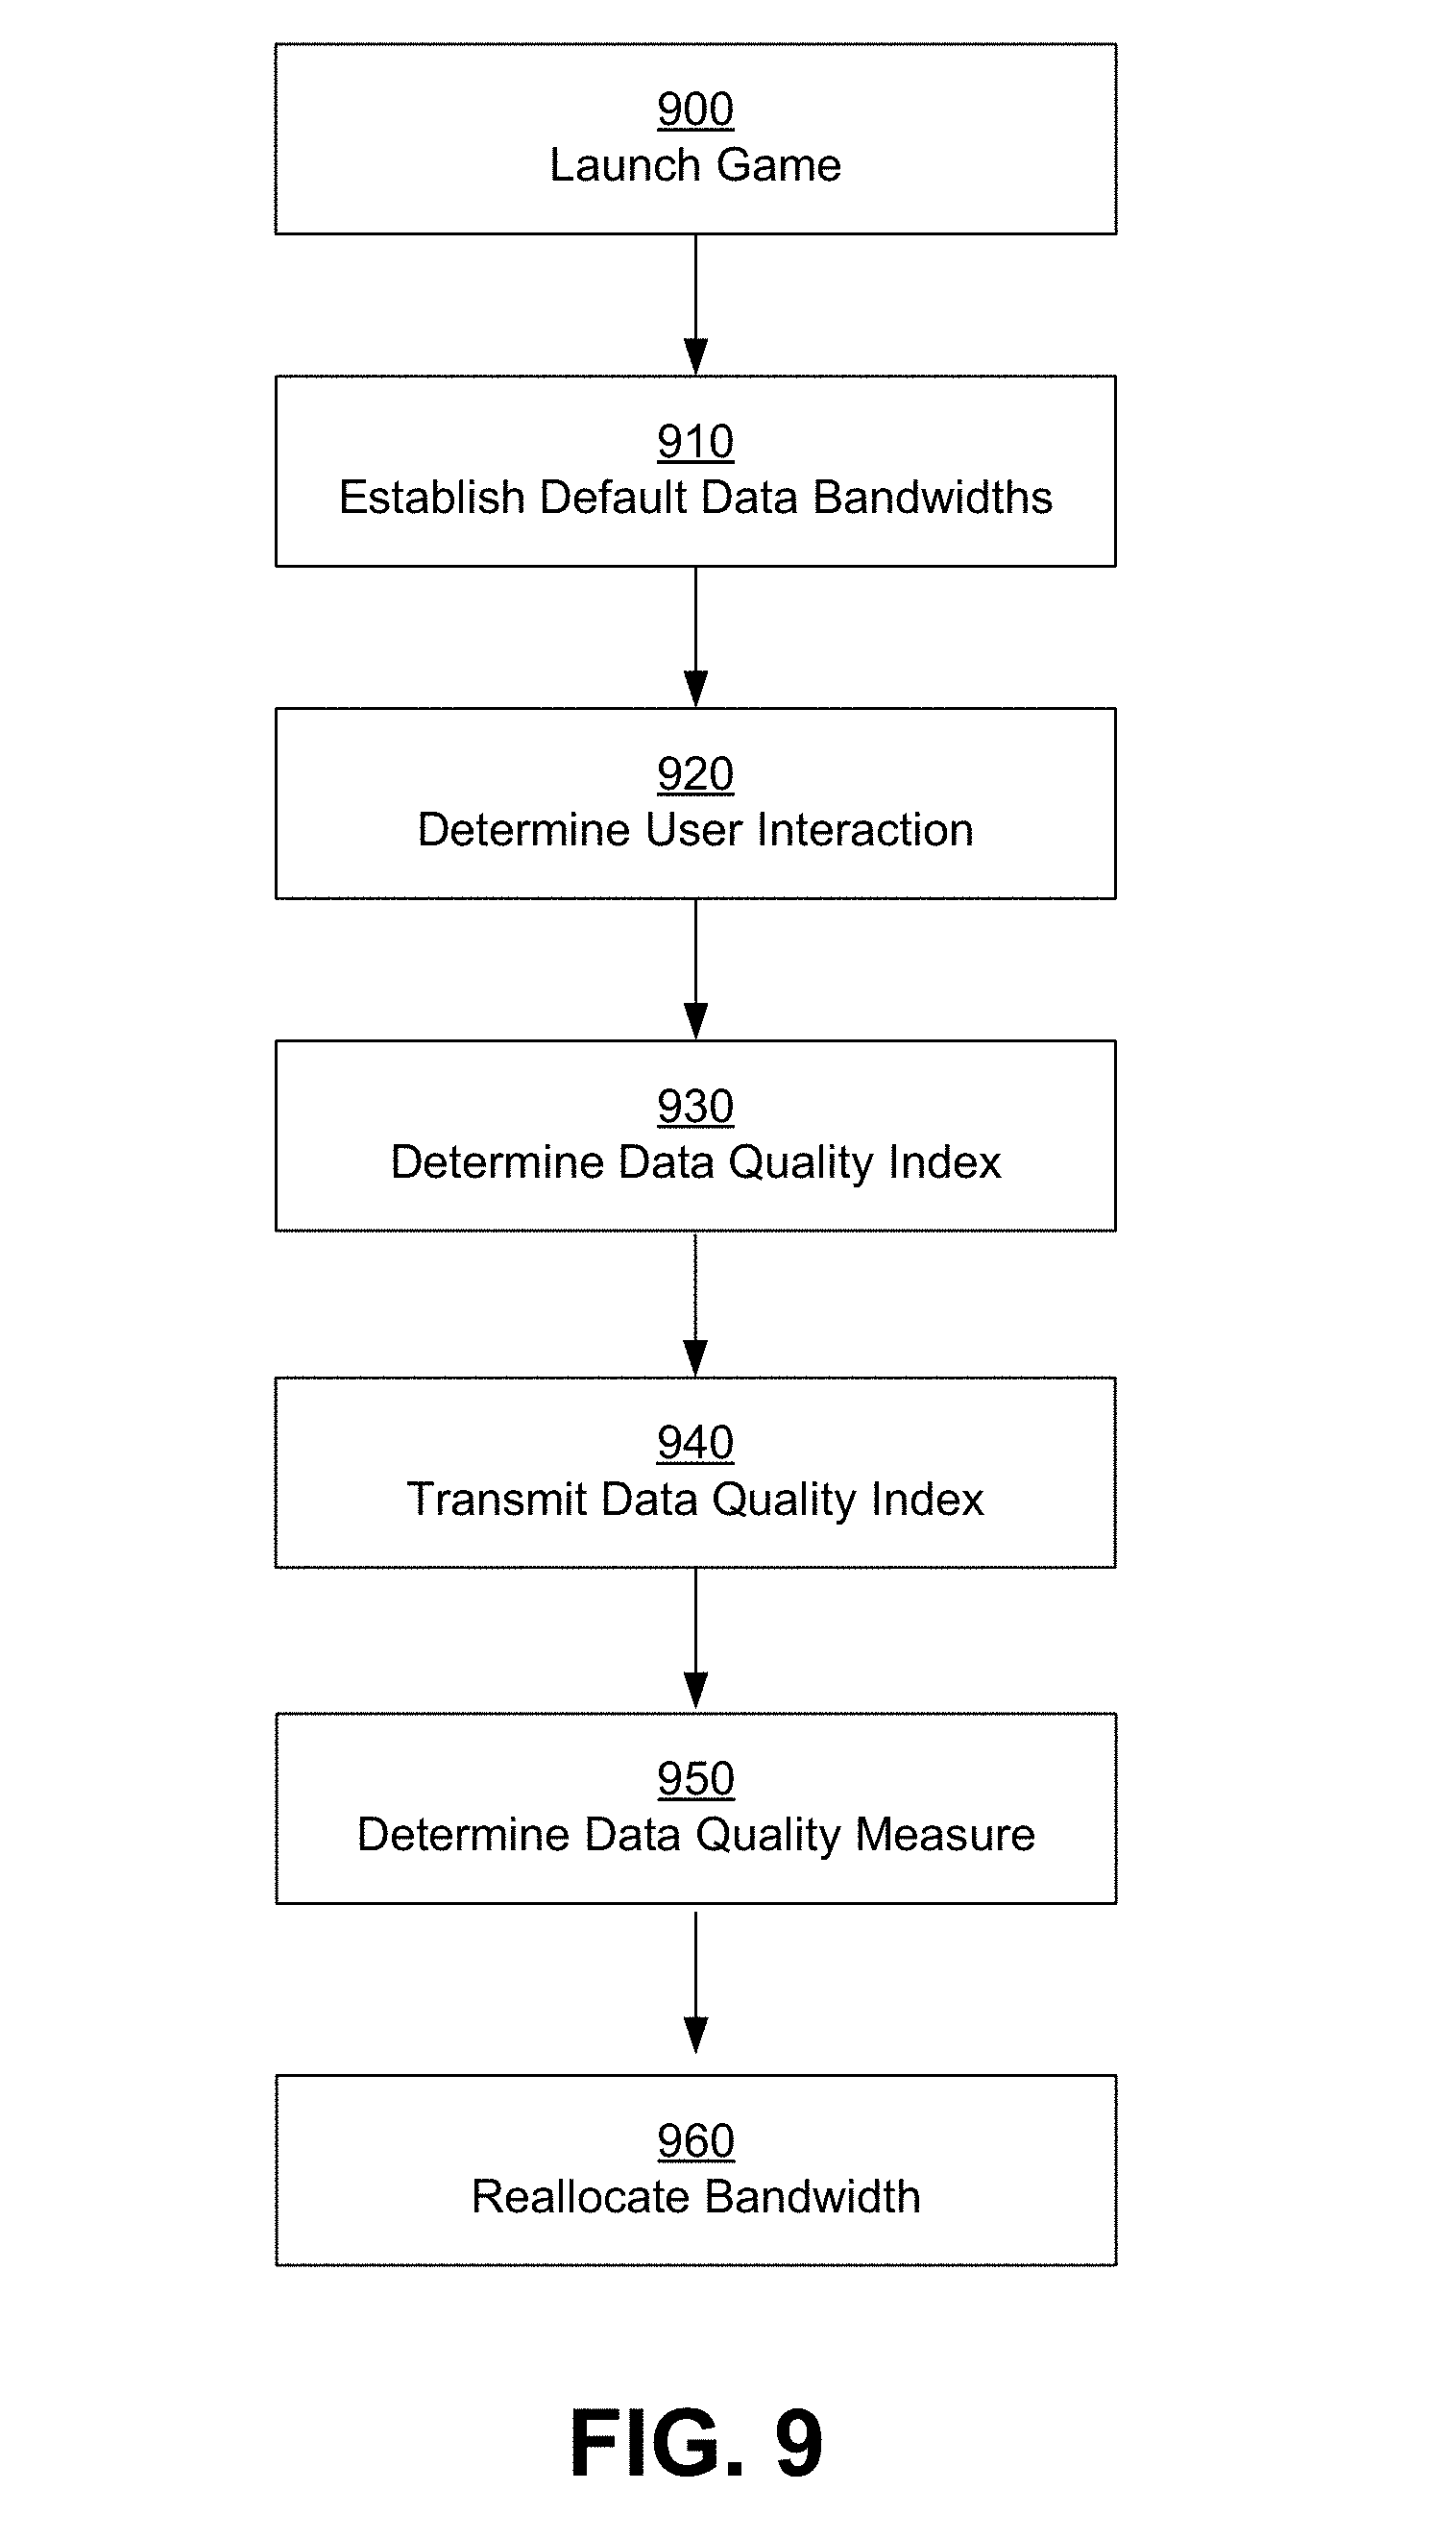 900
Launch Game
910
Establish Default Data Bandwidths
920
Determine User Interaction
930
Determine Data Quality Index
940
Transmit Data Quality Index
950
Determine Data Quality Measure
960
Reallocate Bandwidth
FIG. 9